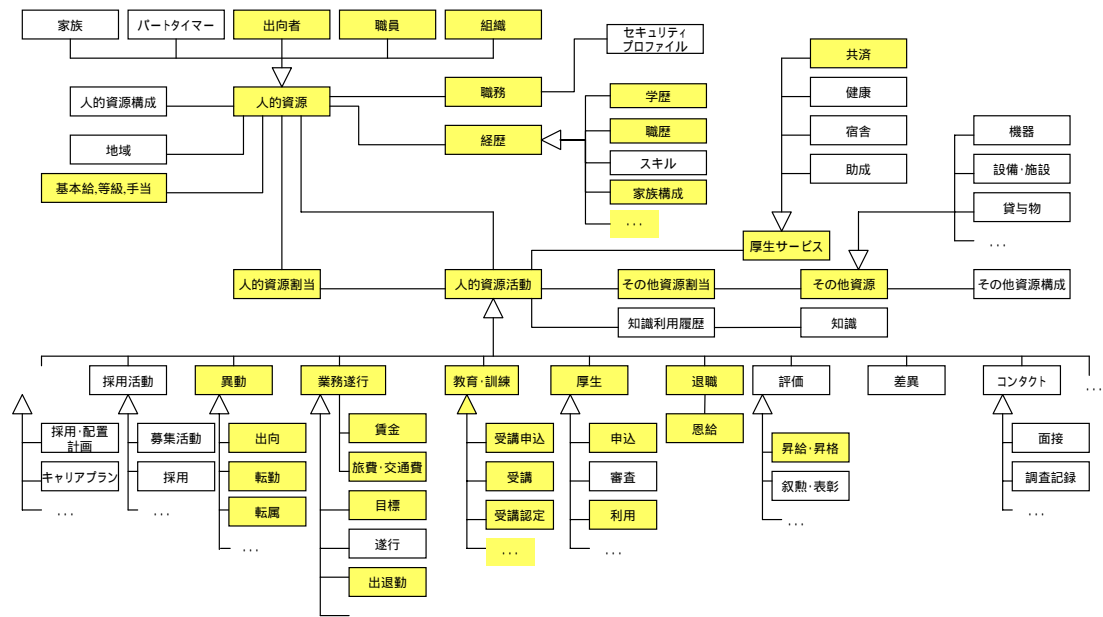 家族
パートタイマー
出向者
職員
組織
セキュリティ
プロファイル
共済
人的資源構成
人的資源
職務
学歴
健康
機器
地域
経歴
職歴
宿舎
設備・施設
基本給,等級,手当
スキル
助成
貸与物
家族構成
...
厚生サービス
...
人的資源割当
人的資源活動
その他資源割当
その他資源
その他資源構成
知識利用履歴
知識
採用活動
異動
業務遂行
教育・訓練
厚生
退職
評価
差異
コンタクト
...
採用・配置
計画
キャリアプラン
...
募集活動
採用
...
出向
転勤
転属
...
賃金
旅費・交通費
目標
遂行
出退勤
受講申込
受講
受講認定
...
申込
審査
利用
...
恩給
昇給・昇格
叙勲・表彰
...
面接
調査記録
...